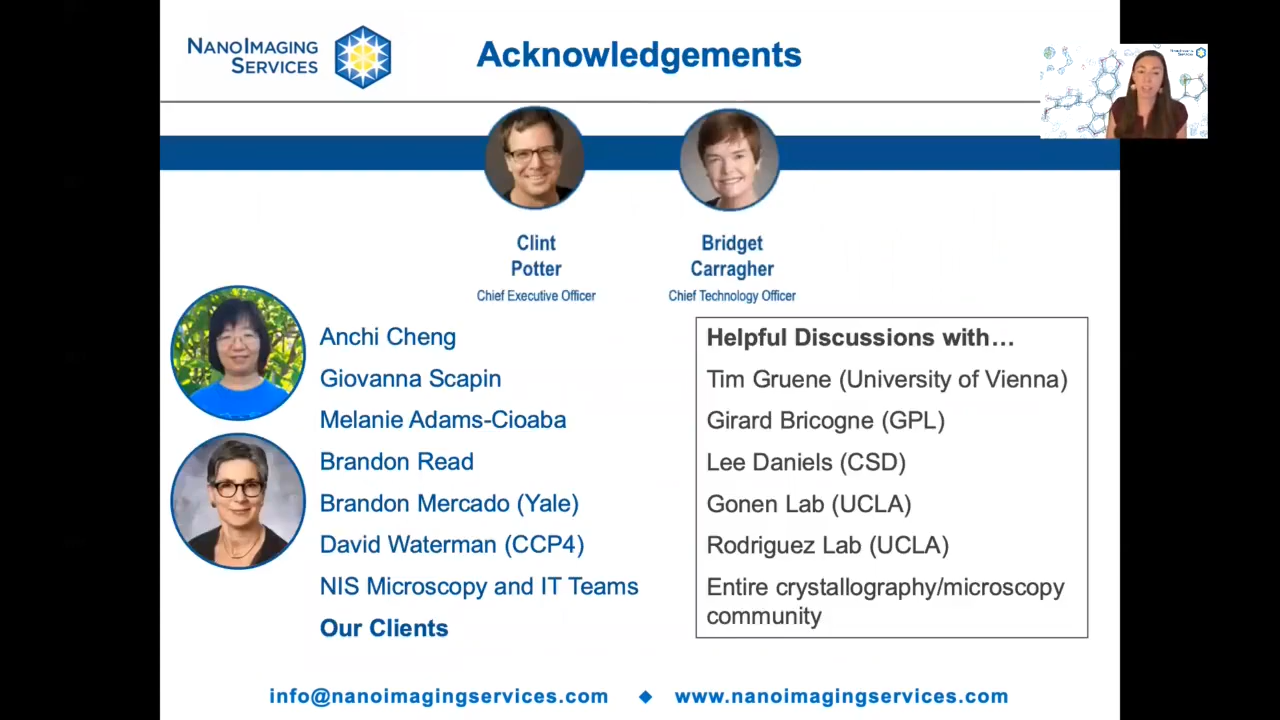 NANOIMAGING
SERVICES
Acknowledgements
Clint
Potter
Chief Executive Officer
Bridget
Carragher
Chief Technology Officer
Anchi Cheng
Giovanna Scapin
Melanie Adams-Cioaba
Brandon Read
Brandon Mercado (Yale)
David Waterman (CCP4)
NIS Microscopy and IT Teams
Our Clients
Helpful Discussions with…
Tim Gruene (University of Vienna)
Girard Bricogne (GPL)
Lee Daniels (CSD)
Gonen Lab (UCLA)
Rodriguez Lab (UCLA)
Entire crystallography/microscopy
community
info@nanoimagingservices.com ◆ www.nanoimagingservices.com